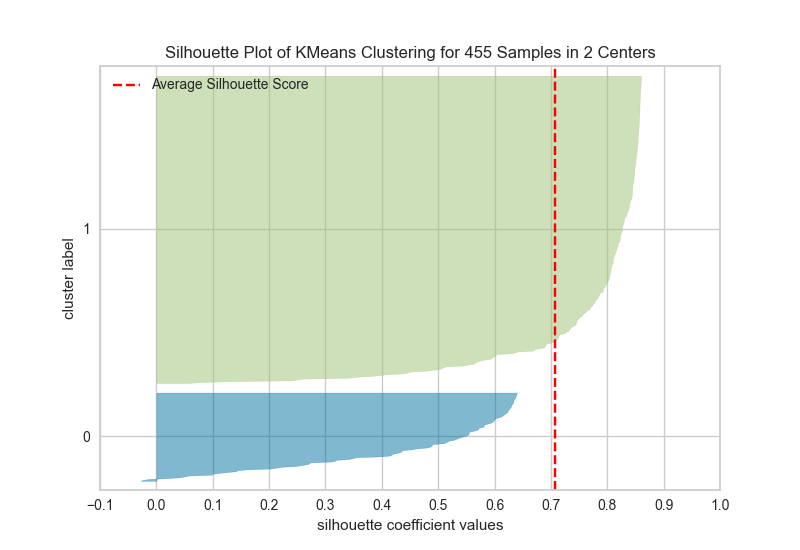 Silhouette Plot of KMeans Clustering for 455 Samples in 2 Centers
Average Silhouette Score
cluster label
1
0
−0.1 0.0 0.1 0.2 0.3 0.4 0.5 0.6 0.7 0.8 0.9 1.0
silhouette coefficient values